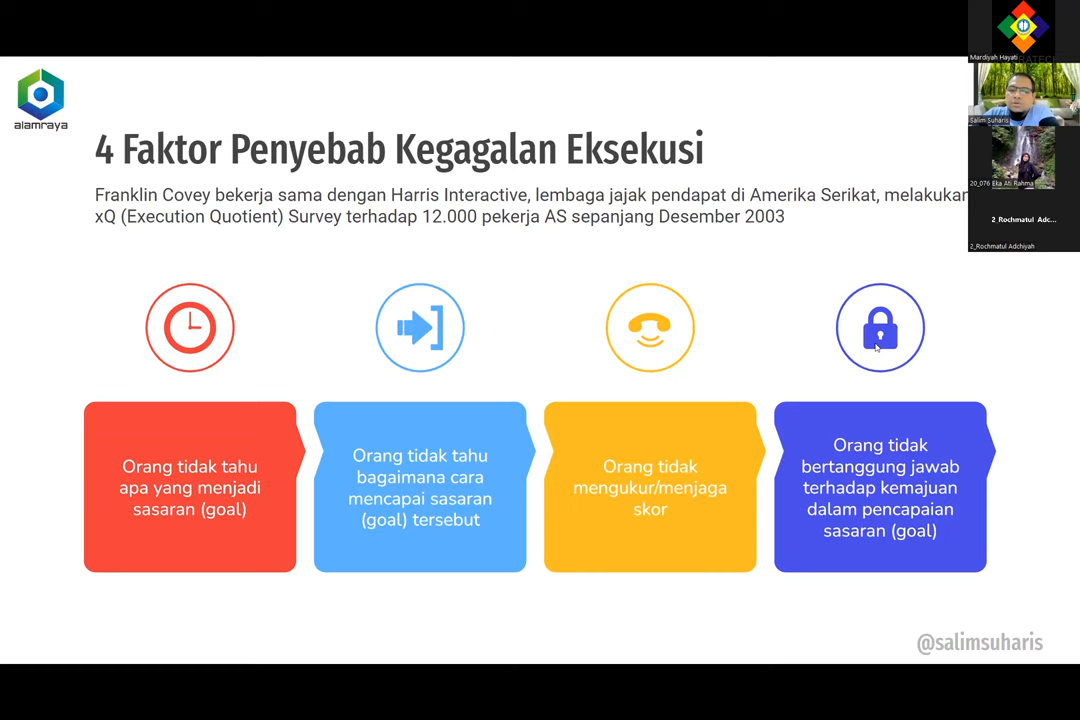 alamraya
4 Faktor Penyebab Kegagalan Eksekusi
Franklin Covey bekerja sama dengan Harris Interactive, lembaga jajak pendapat di Amerika Serikat, melakukan
xQ (Execution Quotient) Survey terhadap 12.000 pekerja AS sepanjang Desember 2003
Orang tidak tahu
apa yang menjadi
sasaran (goal)
Orang tidak tahu
bagaimana cara
mencapai sasaran
(goal) tersebut
Orang tidak
mengukur/menjaga
skor
Orang tidak
bertanggung jawab
terhadap kemajuan
dalam pencapaian
sasaran (goal)
@salimsuharis
Mardiyah Hayati
Salim Suharis
20_076 Eka Ati Rahma
2_Rochmatul Adc...
2_Rochmatul Adchiyah